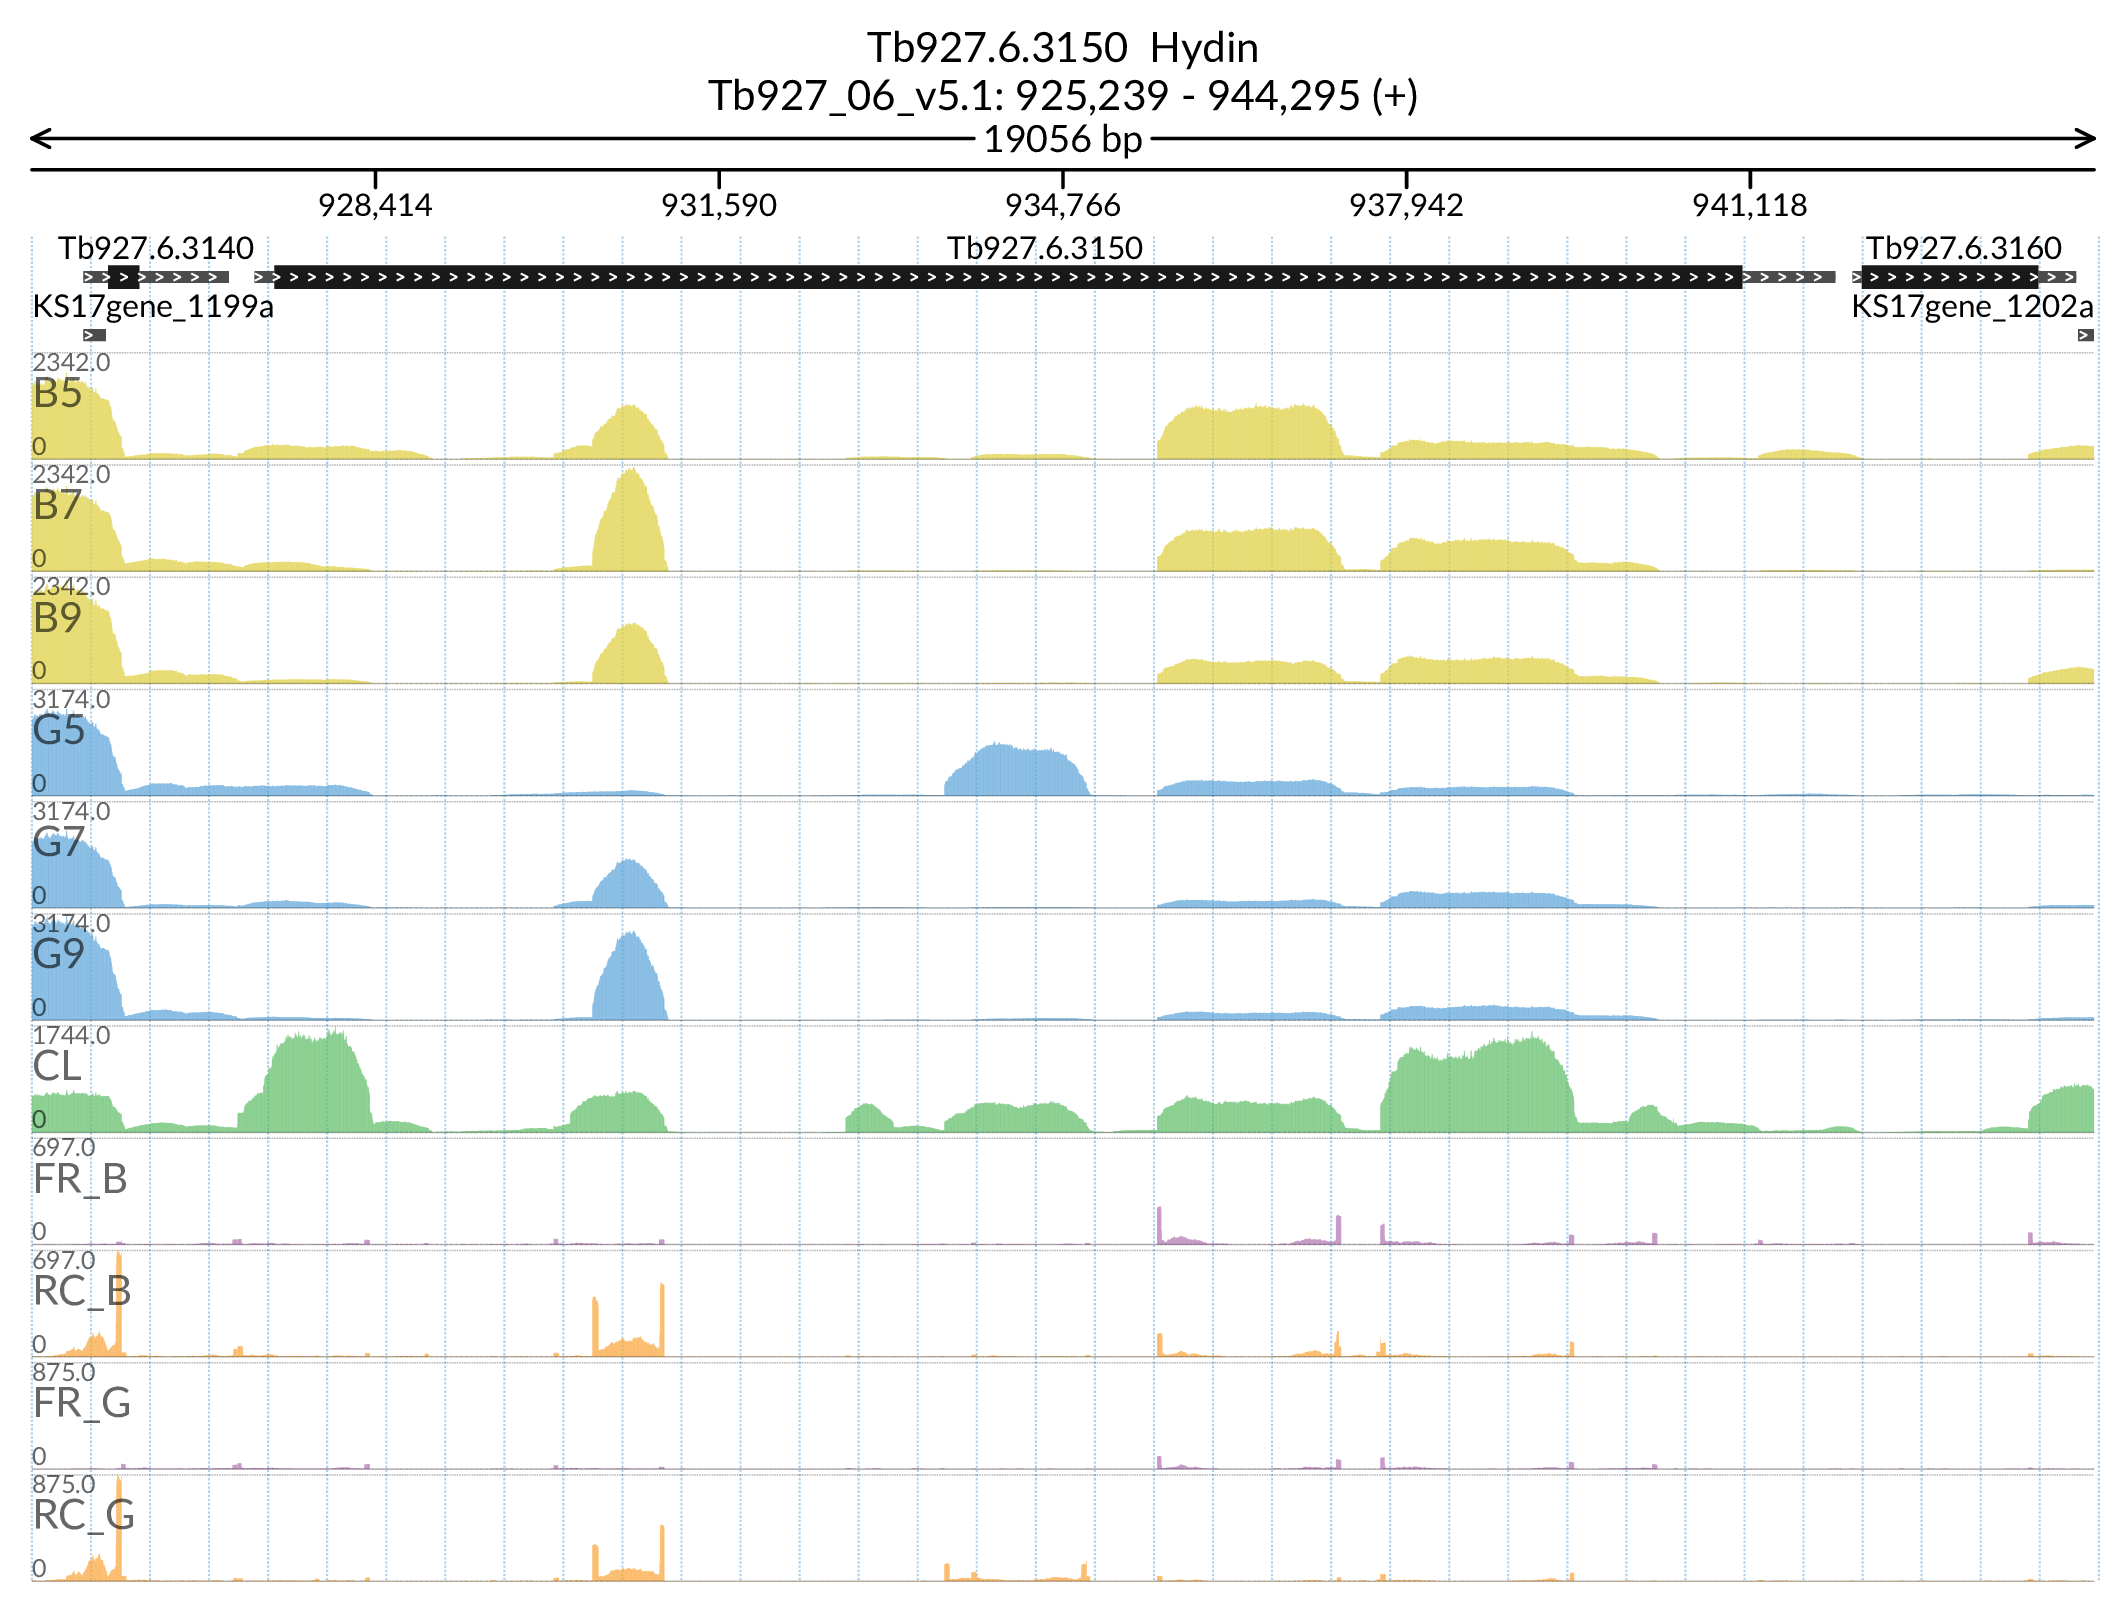 Tb927.6.3150 Hydin
Tb927_06_v5.1: 925,239 - 944,295 (+)
19056 bp
928,414 931,590 934,766 937,942 941,118
Tb927.6.3140 Tb927.6.3150 Tb927.6.3160
KS17gene_1199a KS17gene_1202a
2342.0
B5
0
2342.0
B7
0
2342.0
B9
0
3174.0
G5
0
3174.0
G7
0
3174.0
G9
0
1744.0
CL
0
697.0
FR_B
0
697.0
RC_B
0
875.0
FR_G
0
875.0
RC_G
0